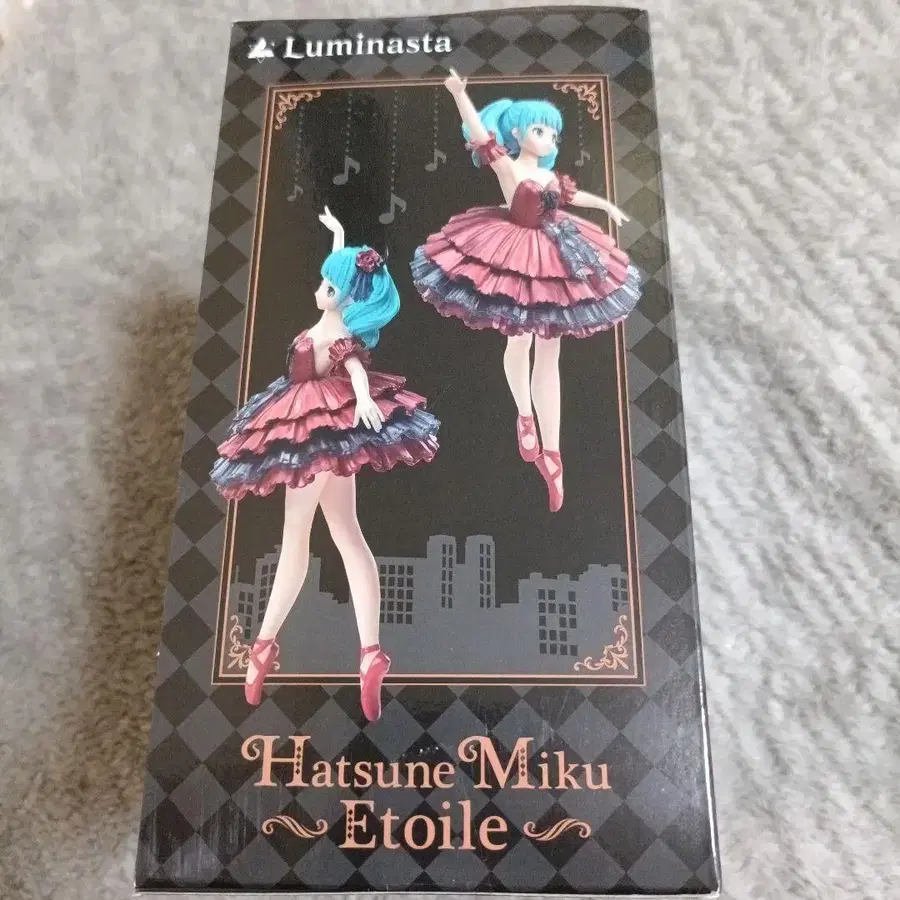 Luminasta
Hatsune Miku
~Etoile~